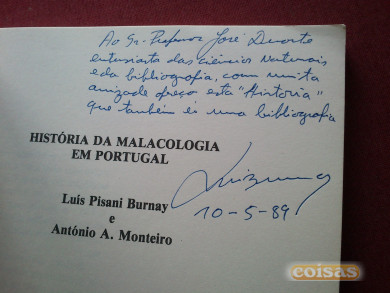 Ao Sr. Professor José Duarte
entusiasta das ciências Naturais
e da bibliografia, com muita
amizade ofreço esta "História"
que também é uma bibliografia
HISTÓRIA DA MALACOLOGIA
EM PORTUGAL
Luís Pisani Burnay
e
António A. Monteiro
10-5-89
coisas